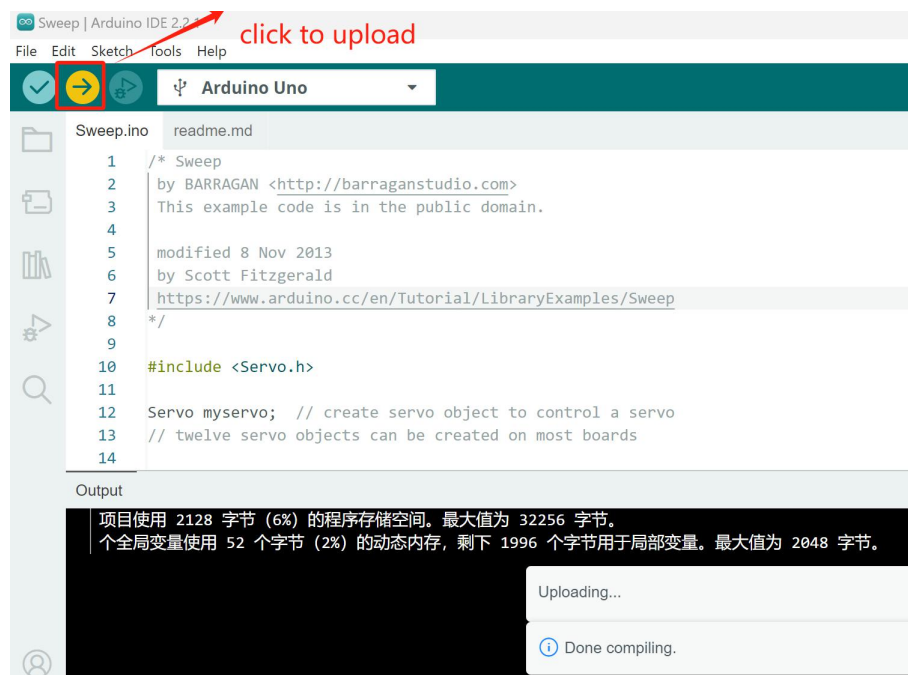 Sweep | Arduino IDE 2.2.1
click to upload
File Edit Sketch Tools Help
Arduino Uno
Sweep.ino readme.md
1 /* Sweep
2 by BARRAGAN <http://barraganstudio.com>
3 This example code is in the public domain.
4
5 modified 8 Nov 2013
6 by Scott Fitzgerald
7 https://www.arduino.cc/en/Tutorial/LibraryExamples/Sweep
8 */
9
10 #include <Servo.h>
11
12 Servo myservo;  // create servo object to control a servo
13 // twelve servo objects can be created on most boards
14
Output
项目使用 2128 字节 (6%) 的程序存储空间。最大值为 32256 字节。
个全局变量使用 52 个字节 (2%) 的动态内存，剩下 1996 个字节用于局部变量。最大值为 2048 字节。
Uploading...
Done compiling.